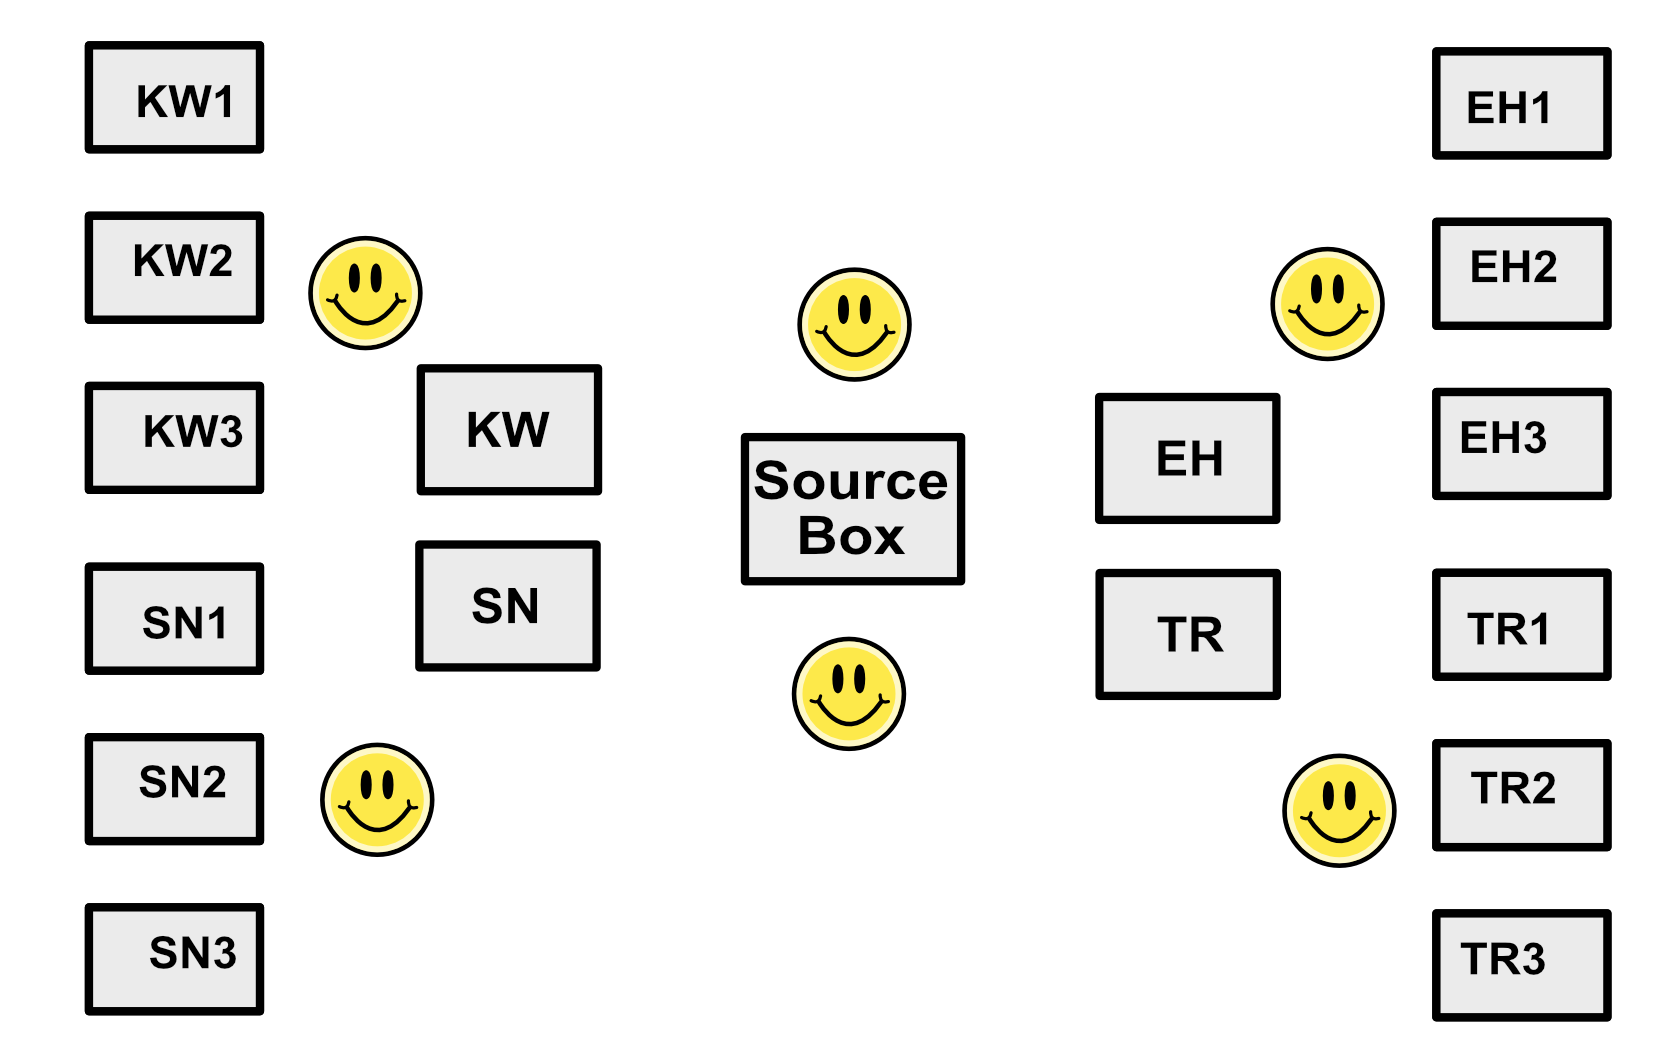 KW1
KW2
KW3
SN1
SN2
SN3
KW
SN
Source
Box
EH
TR
EH1
EH2
EH3
TR1
TR2
TR3